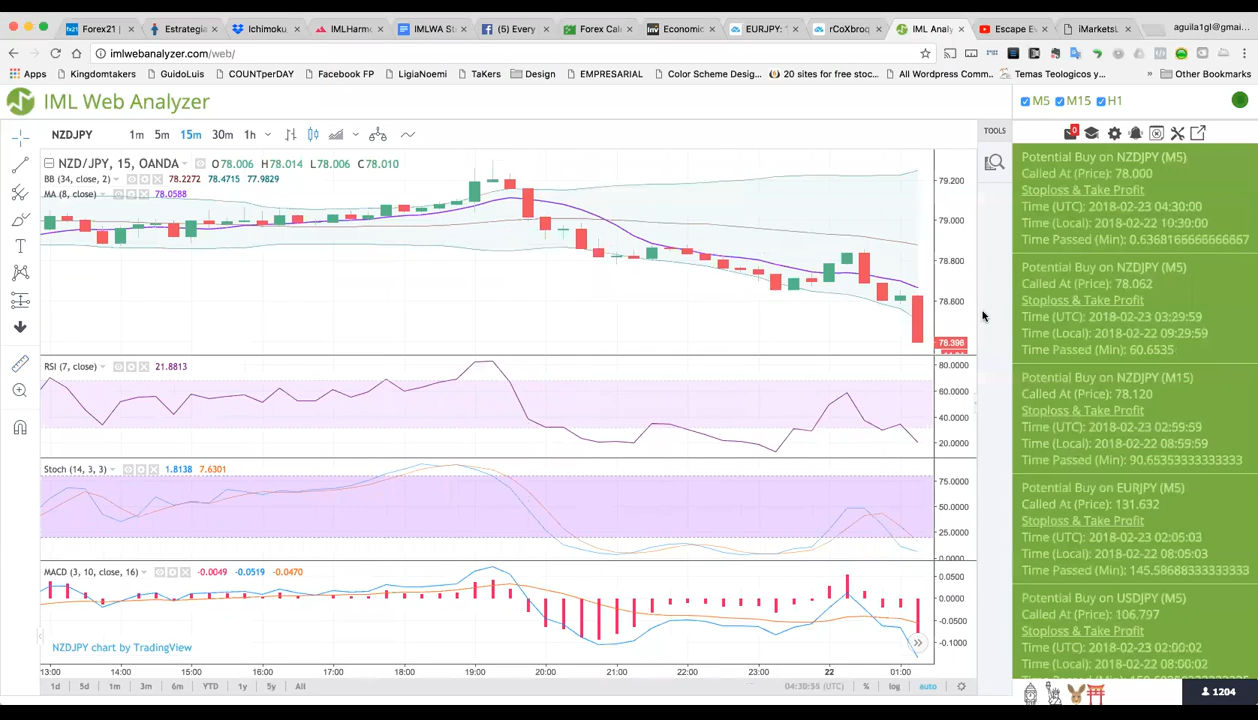 Forex21 |
Estrategia
Ichimoku.
IMLHarmo
IMLWA St
(5) Every
Forex Cal
Economic
EURJPY:
rCoXbroq
IML Analy
Escape E
iMarketsL
aguila1gl@gmai...
imlwebanalyzer.com/web/
Apps
Kingdomtakers
GuidoLuis
COUNTperDAY
Facebook FP
LigiaNoemi
TaKers
Design
EMPRESARIAL
Color Scheme Desig...
20 sites for free stoc...
All Wordpress Comm...
Temas Teologicos y...
»
Other Bookmarks
IML Web Analyzer
M5 M15 H1
NZDJPY
1m 5m 15m 30m 1h
TOOLS
0
NZD/JPY, 15, OANDA
O78.006 H78.014 L78.006 C78.010
BB (34, close, 2) 78.2272 78.4715 77.9829
MA (8, close) 78.0588
79.200
79.000
78.800
78.600
78.396
RSI (7, close) 21.8813
80.0000
60.0000
40.0000
20.0000
Stoch (14, 3, 3) 1.8138 7.6301
75.0000
50.0000
25.0000
0.0000
MACD (3, 10, close, 16) -0.0049 -0.0519 -0.0470
0.0500
0.0000
-0.0500
-0.1000
NZDJPY chart by TradingView
13:00 14:00 15:00 16:00 17:00 18:00 19:00 20:00 21:00 22:00 23:00 22 01:00
1d 5d 1m 3m 6m YTD 1y 5y All
04:30:55 (UTC) % log auto
Potential Buy on NZDJPY (M5)
Called At (Price): 78.000
Stoploss & Take Profit
Time (UTC): 2018-02-23 04:30:00
Time (Local): 2018-02-22 10:30:00
Time Passed (Min): 0.6368166666666667
Potential Buy on NZDJPY (M5)
Called At (Price): 78.062
Stoploss & Take Profit
Time (UTC): 2018-02-23 03:29:59
Time (Local): 2018-02-22 09:29:59
Time Passed (Min): 60.6535
Potential Buy on NZDJPY (M15)
Called At (Price): 78.120
Stoploss & Take Profit
Time (UTC): 2018-02-23 02:59:59
Time (Local): 2018-02-22 08:59:59
Time Passed (Min): 90.65353333333333
Potential Buy on EURJPY (M5)
Called At (Price): 131.632
Stoploss & Take Profit
Time (UTC): 2018-02-23 02:05:03
Time (Local): 2018-02-22 08:05:03
Time Passed (Min): 145.58688333333333
Potential Buy on USDJPY (M5)
Called At (Price): 106.797
Stoploss & Take Profit
Time (UTC): 2018-02-23 02:00:02
Time (Local): 2018-02-22 08:00:02
1204